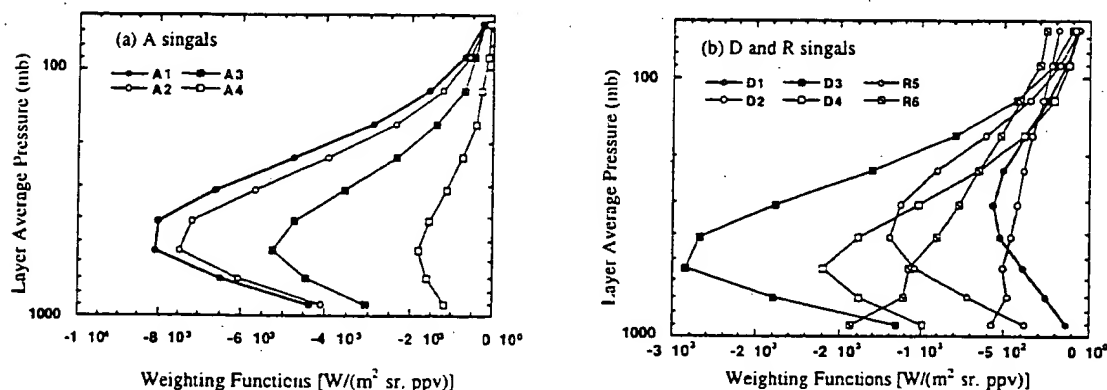 (a) A singals
A1 A3
A2 A4
100
1000
Layer Average Pressure (mb)
-1 10⁴ -8 10³ -6 10³ -4 10³ -2 10³ 0 10⁰
Weighting Functions [W/(m² sr. ppv)]
(b) D and R singals
D1 D3 R5
D2 D4 R6
100
1000
Layer Average Pressure (mb)
-3 10³ -2 10³ -1 10³ -5 10² 0 10⁰
Weighting Functions [W/(m² sr. ppv)]